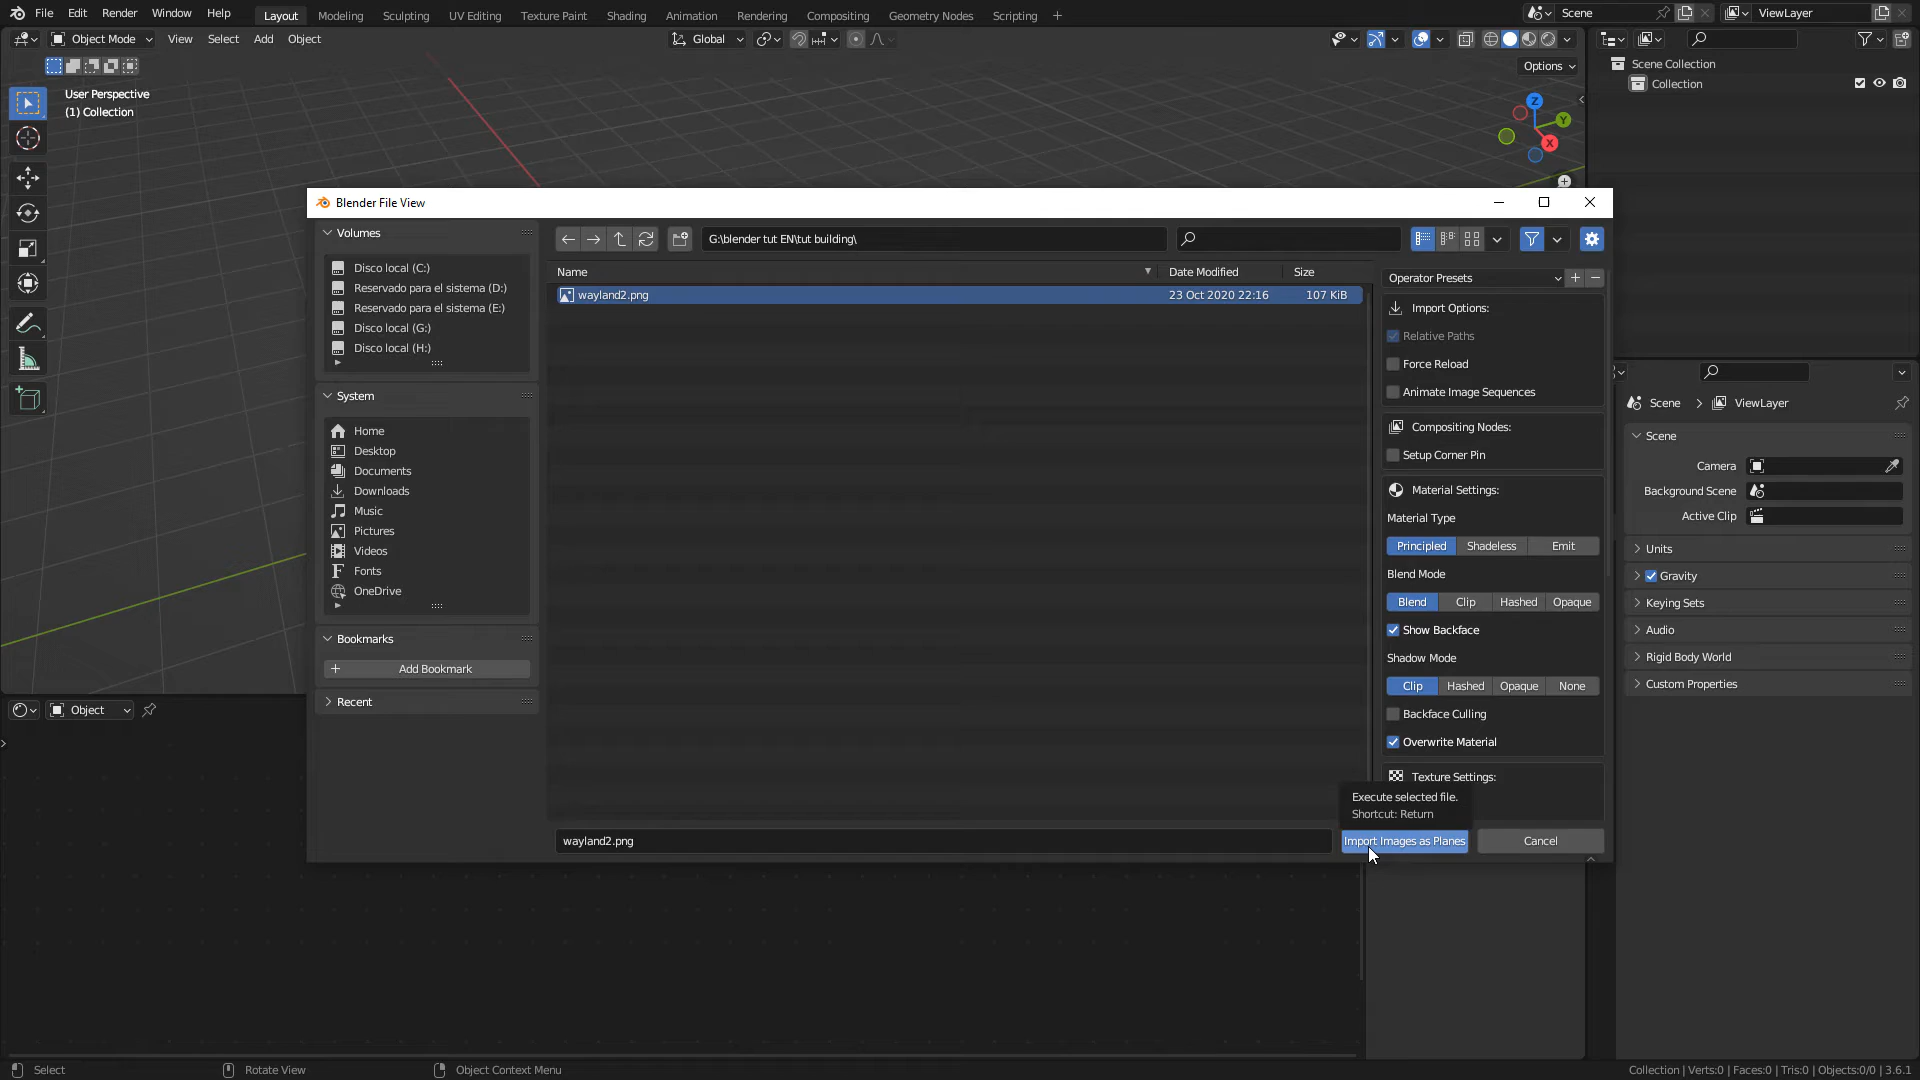 File Edit Render Window Help Layout Modeling Sculpting UV Editing Texture Paint Shading Animation Rendering Compositing Geometry Nodes Scripting + Scene ViewLayer
Object Mode View Select Add Object Global
Options
User Perspective
(1) Collection
Z
Y
X
Scene Collection
Collection
Blender File View
Volumes
Disco local (C:)
Reservado para el sistema (D:)
Reservado para el sistema (E:)
Disco local (G:)
Disco local (H:)
System
Home
Desktop
Documents
Downloads
Music
Pictures
Videos
Fonts
OneDrive
Bookmarks
Add Bookmark
Recent
G:\blender tut EN\tut building\
Name Date Modified Size
wayland2.png 23 Oct 2020 22:16 107 KiB
Operator Presets
Import Options:
Relative Paths
Force Reload
Animate Image Sequences
Compositing Nodes:
Setup Corner Pin
Material Settings:
Material Type
Principled Shadeless Emit
Blend Mode
Blend Clip Hashed Opaque
Show Backface
Shadow Mode
Clip Hashed Opaque None
Backface Culling
Overwrite Material
Texture Settings:
Execute selected file.
Shortcut: Return
wayland2.png Import Images as Planes Cancel
Scene ViewLayer
Scene
Camera
Background Scene
Active Clip
Units
Gravity
Keying Sets
Audio
Rigid Body World
Custom Properties
Object
Select Rotate View Object Context Menu Collection | Verts:0 | Faces:0 | Tris:0 | Objects:0/0 | 3.6.1